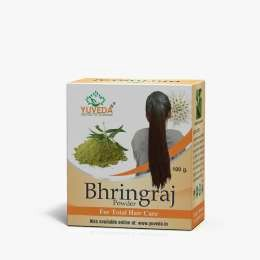 YUVEDA
100 g.
Bhringraj
Powder
For Total Hair Care
Also available online at: www.yuveda.in